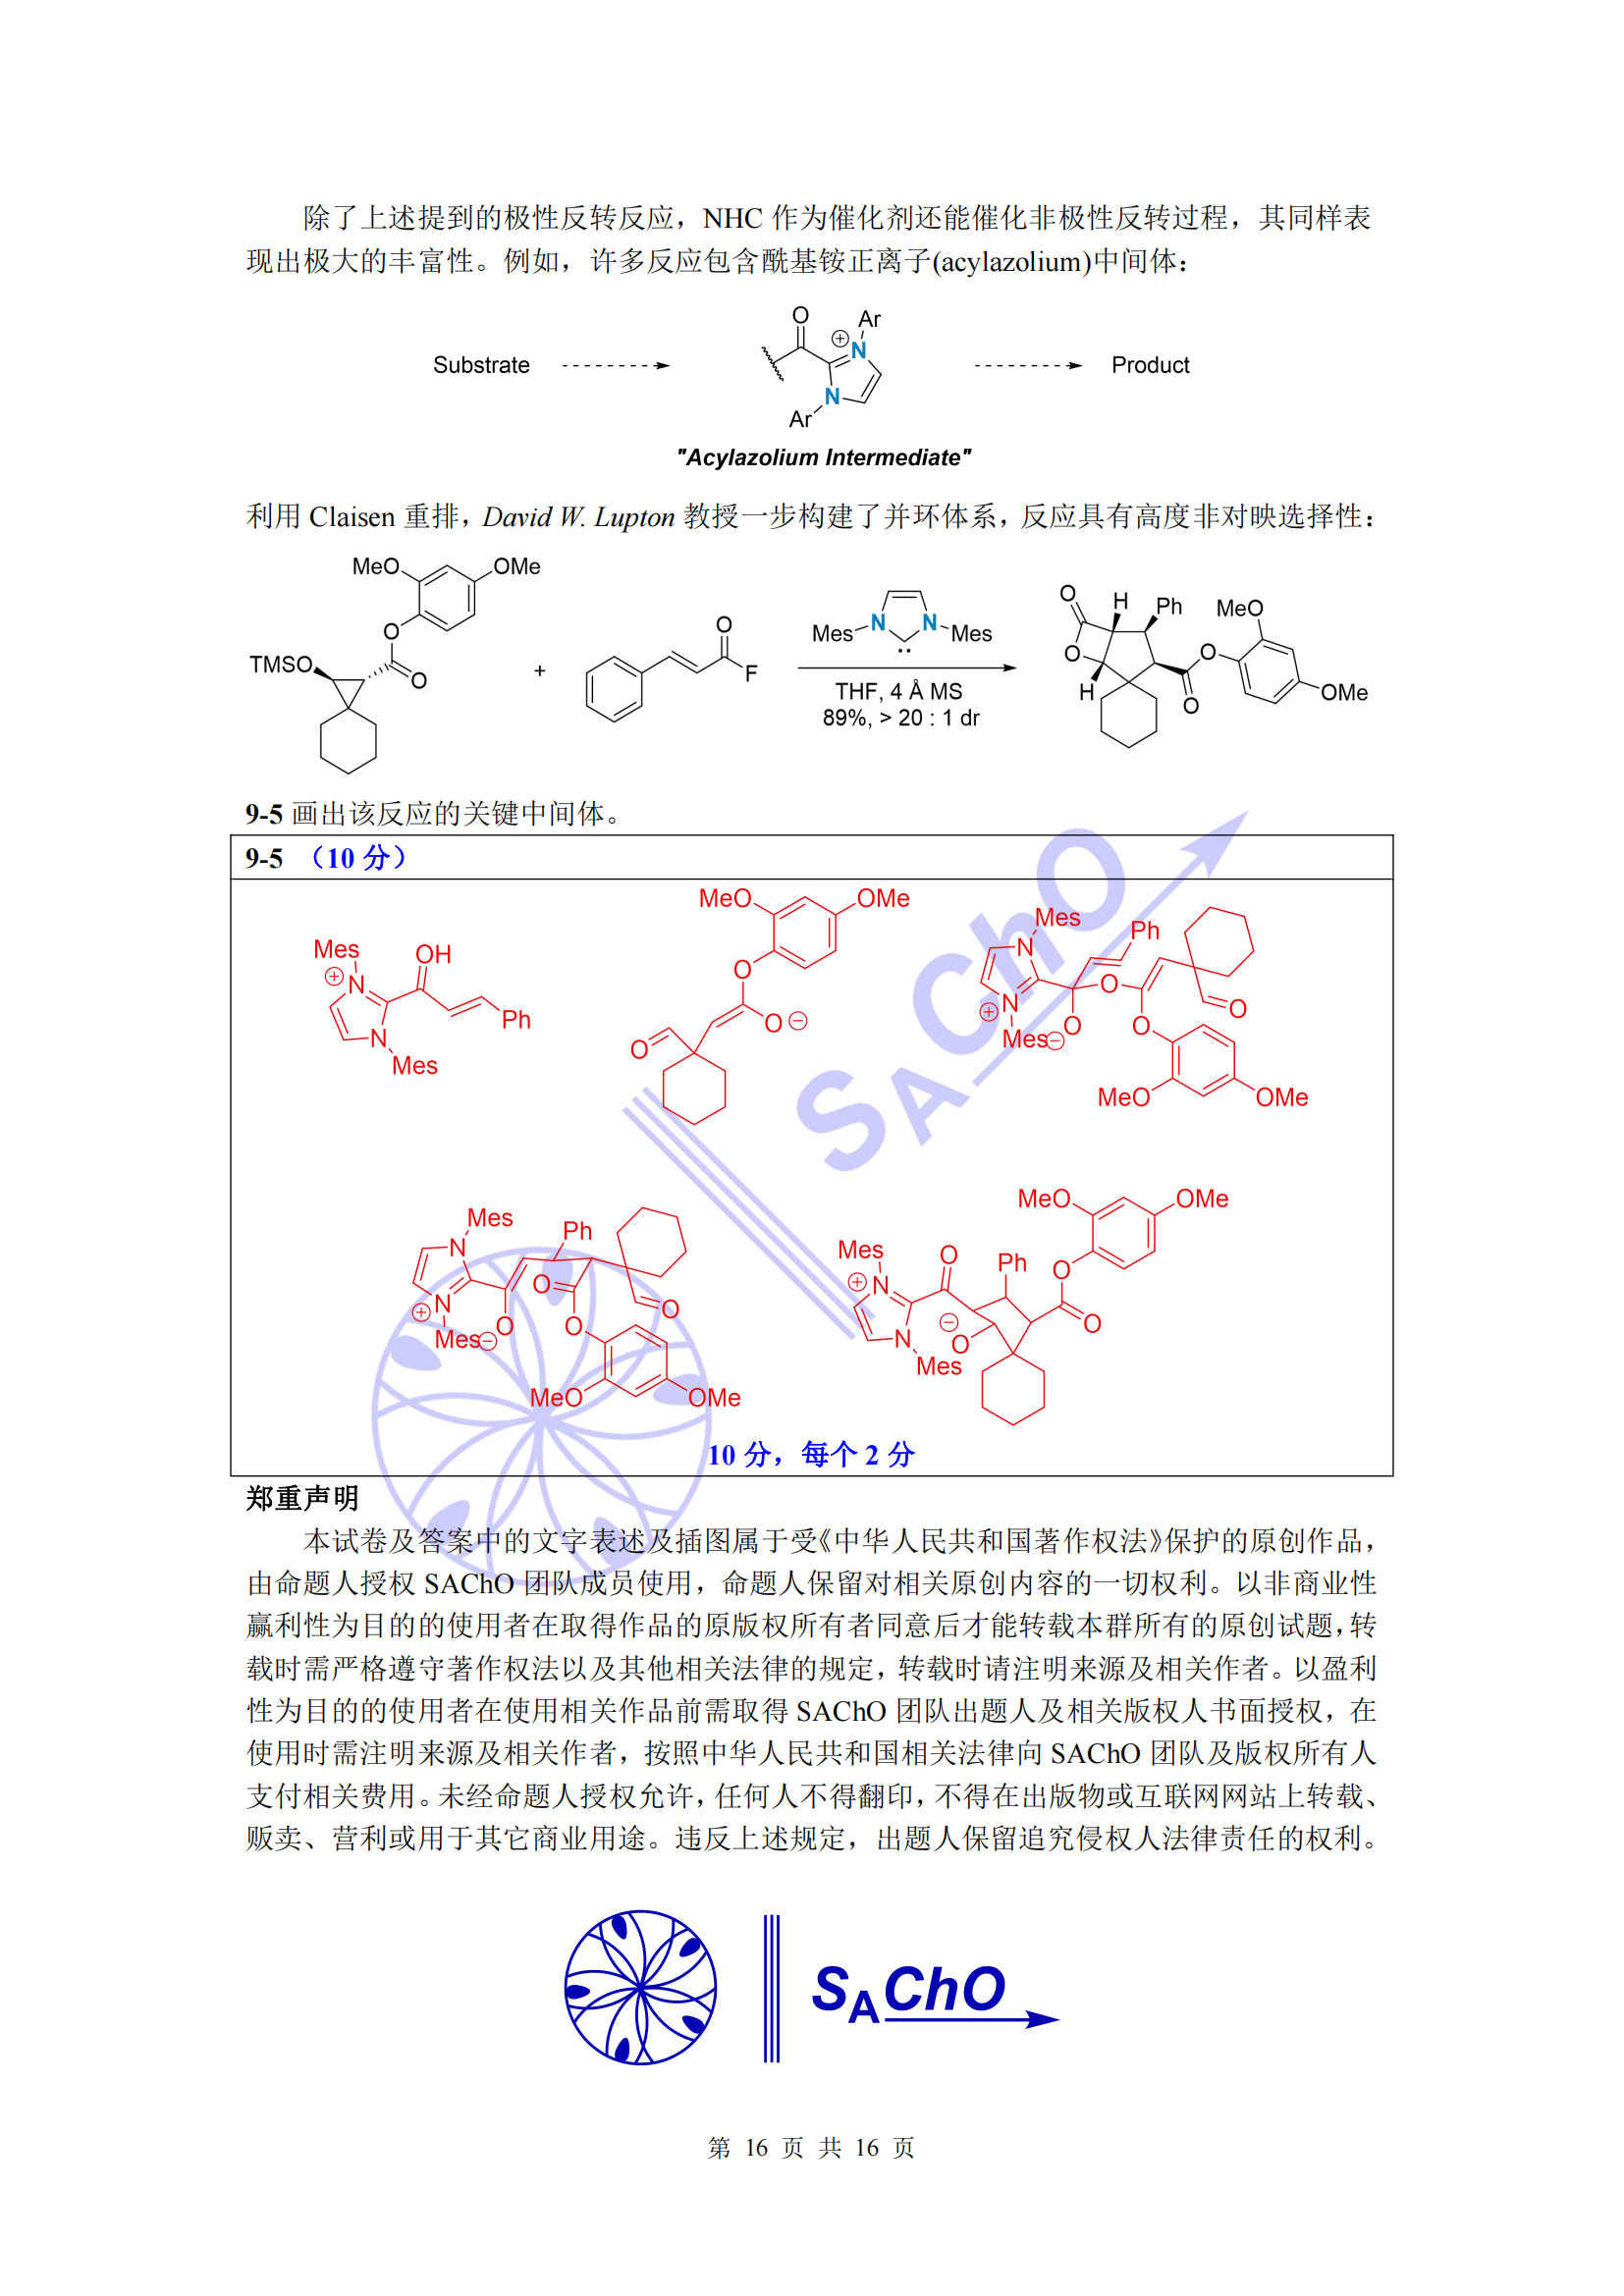 除了上述提到的极性反转反应，NHC 作为催化剂还能催化非极性反转过程，其同样表
现出极大的丰富性。例如，许多反应包含酰基铵正离子(acylazolium)中间体：
Substrate
O
Ar
⊕
N
N
Ar
Product
"Acylazolium Intermediate"
利用 Claisen 重排，David W. Lupton 教授一步构建了并环体系，反应具有高度非对映选择性：
MeO
OMe
O
O
TMSO
+
O
F
Mes
N
N
Mes
THF, 4 Å MS
89%, > 20 : 1 dr
O
H
Ph
MeO
O
O
H
O
OMe
9-5 画出该反应的关键中间体。
9-5 （10 分）
Mes
OH
⊕
N
N
Ph
Mes
MeO
OMe
O
O
⊖
O
Mes
N
Ph
N
⊕
O
O
Mes
⊖
O
O
MeO
OMe
Mes
N
Ph
N
⊕
O
O
Mes
⊖
O
O
MeO
OMe
MeO
OMe
Mes
O
Ph
O
⊕
N
N
⊖
O
O
Mes
10 分，每个 2 分
SAChO
郑重声明
本试卷及答案中的文字表述及插图属于受《中华人民共和国著作权法》保护的原创作品，
由命题人授权 SAChO 团队成员使用，命题人保留对相关原创内容的一切权利。以非商业性
赢利性为目的的使用者在取得作品的原版权所有者同意后才能转载本群所有的原创试题，转
载时需严格遵守著作权法以及其他相关法律的规定，转载时请注明来源及相关作者。以盈利
性为目的的使用者在使用相关作品前需取得 SAChO 团队出题人及相关版权人书面授权，在
使用时需注明来源及相关作者，按照中华人民共和国相关法律向 SAChO 团队及版权所有人
支付相关费用。未经命题人授权允许，任何人不得翻印，不得在出版物或互联网网站上转载、
贩卖、营利或用于其它商业用途。违反上述规定，出题人保留追究侵权人法律责任的权利。
SAChO
第 16 页 共 16 页